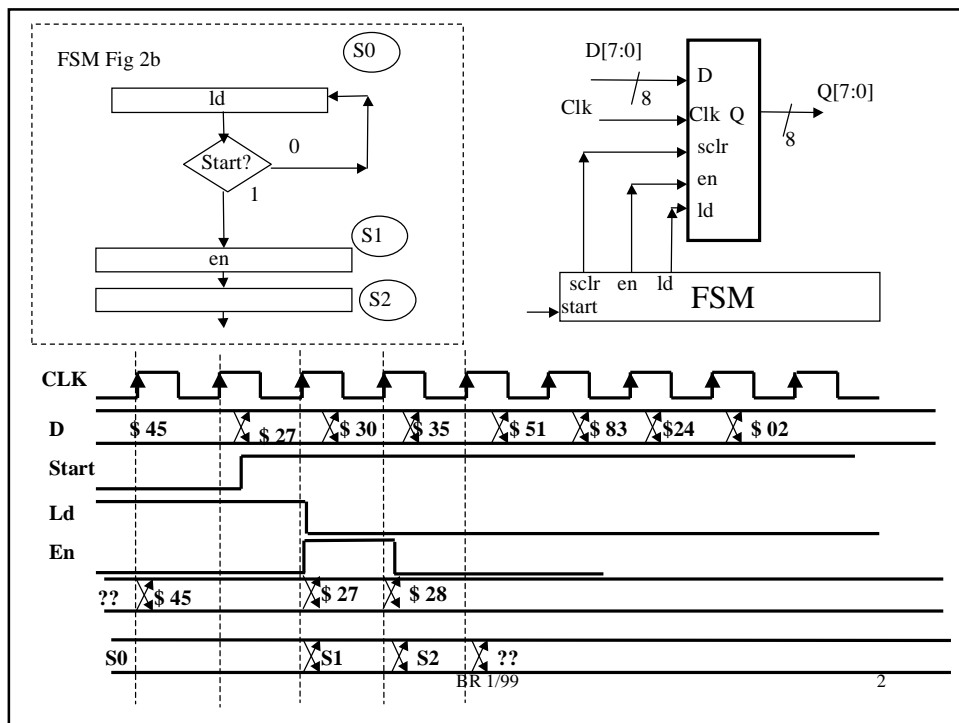 FSM Fig 2b
S0
ld
Start?
0
1
S1
en
S2
D[7:0]
8
Clk
D
Clk Q
sclr
en
ld
Q[7:0]
8
sclr en ld
start
FSM
CLK
D $ 45 $ 27 $ 30 $ 35 $ 51 $ 83 $24 $ 02
Start
Ld
En
?? $ 45 $ 27 $ 28
S0 S1 S2 ??
BR 1/99 2